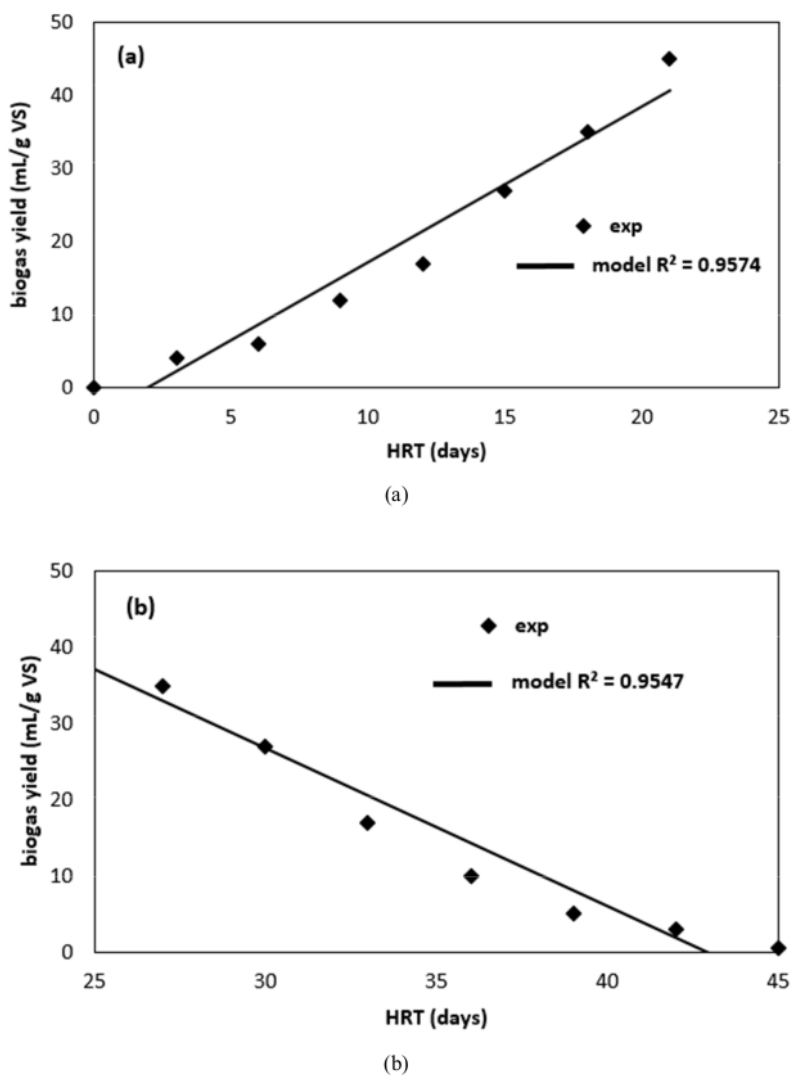 (a)
50
40
30
20
10
0
biogas yield (mL/g VS)
exp
model R² = 0.9574
0 5 10 15 20 25
HRT (days)
(a)
(b)
50
40
30
20
10
0
biogas yield (mL/g VS)
exp
model R² = 0.9547
25 30 35 40 45
HRT (days)
(b)